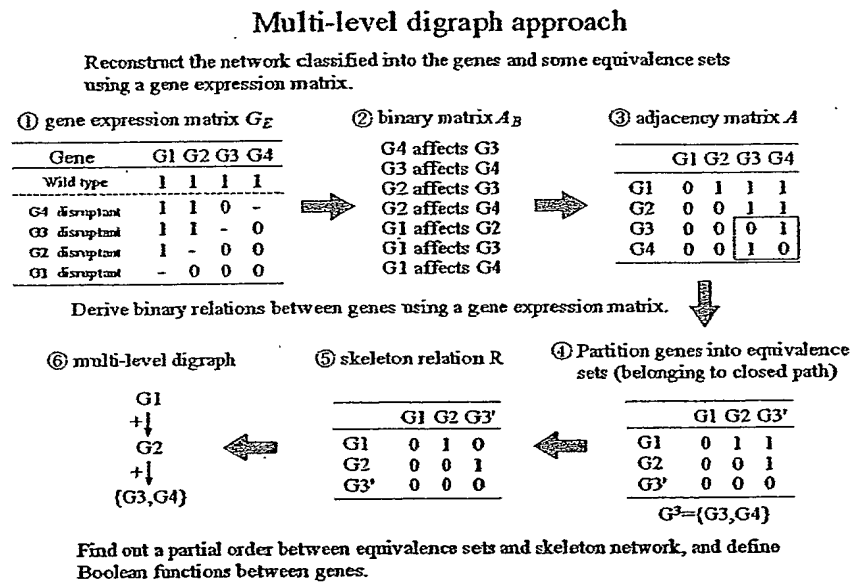 Multi-level digraph approach
Reconstruct the network classified into the genes and some equivalence sets
using a gene expression matrix.
① gene expression matrix G_E
Gene G1 G2 G3 G4
Wild type 1 1 1 1
G4 disruptant 1 1 0 -
G3 disruptant 1 1 - 0
G2 disruptant 1 - 0 0
G1 disruptant - 0 0 0
② binary matrix A_B
G4 affects G3
G3 affects G4
G2 affects G3
G2 affects G4
G1 affects G2
G1 affects G3
G1 affects G4
③ adjacency matrix A
G1 G2 G3 G4
G1 0 1 1 1
G2 0 0 1 1
G3 0 0 0 1
G4 0 0 1 0
Derive binary relations between genes using a gene expression matrix.
④ Partition genes into equivalence
sets (belonging to closed path)
G1 G2 G3'
G1 0 1 1
G2 0 0 1
G3' 0 0 0
G³={G3,G4}
⑤ skeleton relation R
G1 G2 G3'
G1 0 1 0
G2 0 0 1
G3' 0 0 0
⑥ multi-level digraph
G1
+
G2
+
{G3,G4}
Find out a partial order between equivalence sets and skeleton network, and define
Boolean functions between genes.